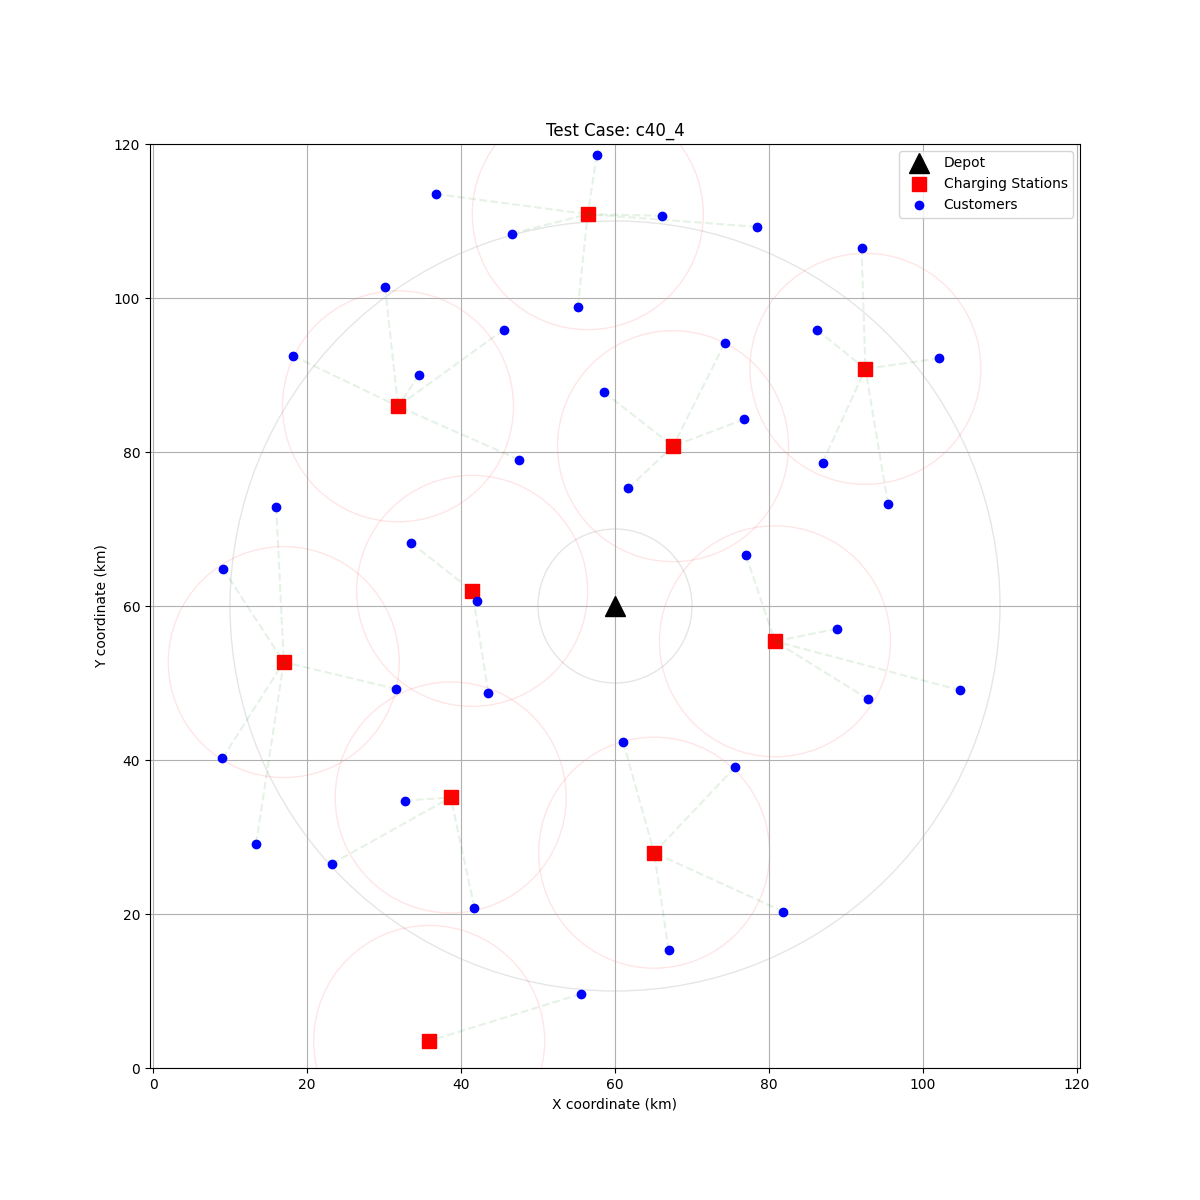 Test Case: c40_4
Depot
Charging Stations
Customers
120
100
80
60
40
20
0
Y coordinate (km)
0 20 40 60 80 100 120
X coordinate (km)